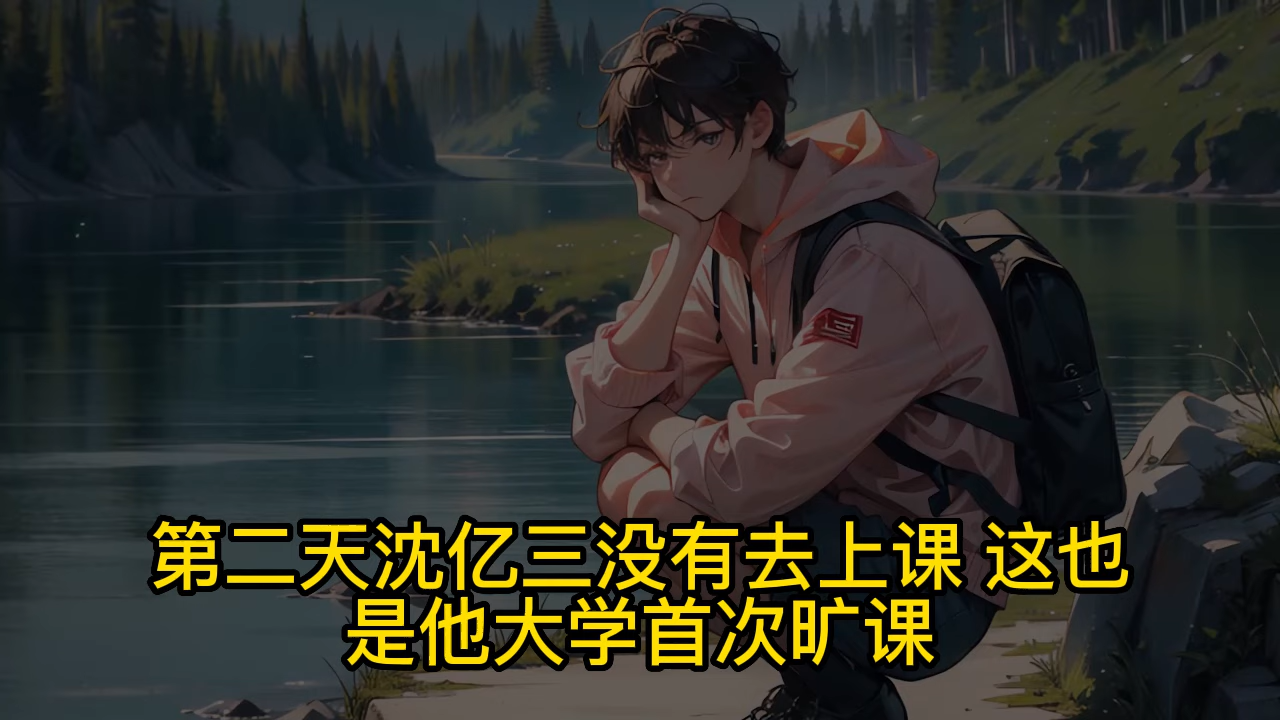 第二天沈亿三没有去上课 这也
是他大学首次旷课